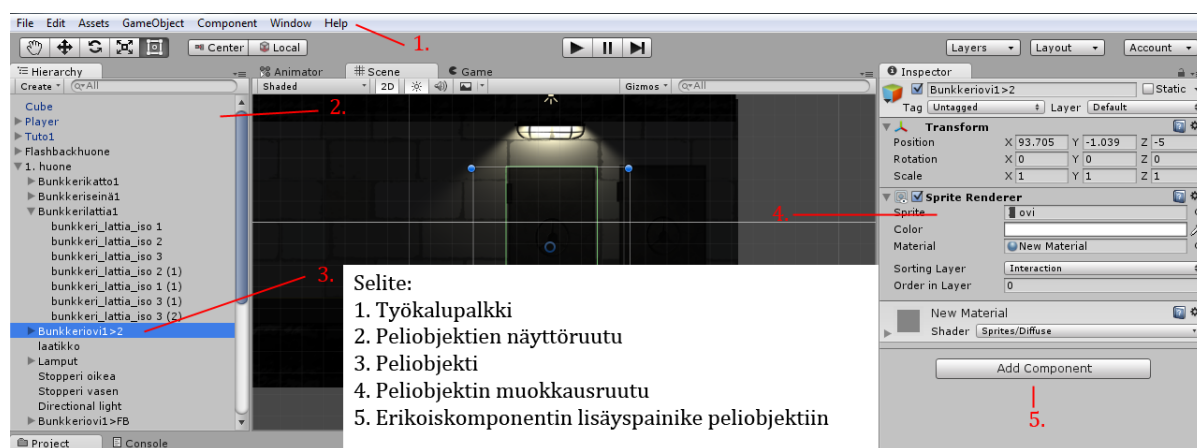 File Edit Assets GameObject Component Window Help
1.
Center Local
Layers Layout Account
Hierarchy
Create All
Cube
Player
Tuto1
Flashbackhuone
1. huone
Bunkkerikatto1
Bunkkeriseinä1
Bunkkerilattia1
bunkkeri_lattia_iso 1
bunkkeri_lattia_iso 2
bunkkeri_lattia_iso 3
bunkkeri_lattia_iso 2 (1)
bunkkeri_lattia_iso 1 (1)
bunkkeri_lattia_iso 3 (1)
bunkkeri_lattia_iso 3 (2)
Bunkkeriovi1>2
laatikko
Lamput
Stopperi oikea
Stopperi vasen
Directional light
Bunkkeriovi1>FB
Project Console
2.
3.
Animator Scene Game
Shaded 2D Gizmos All
Selite:
1. Työkalupalkki
2. Peliobjektien näyttöruutu
3. Peliobjekti
4. Peliobjektin muokkausruutu
5. Erikoiskomponentin lisäyspainike peliobjektiin
4.
Inspector
Bunkkeriovi1>2 Static
Tag Untagged Layer Default
Transform
Position X 93.705 Y -1.039 Z -5
Rotation X 0 Y 0 Z 0
Scale X 1 Y 1 Z 1
Sprite Renderer
Sprite ovi
Color
Material New Material
Sorting Layer Interaction
Order in Layer 0
New Material
Shader Sprites/Diffuse
Add Component
5.